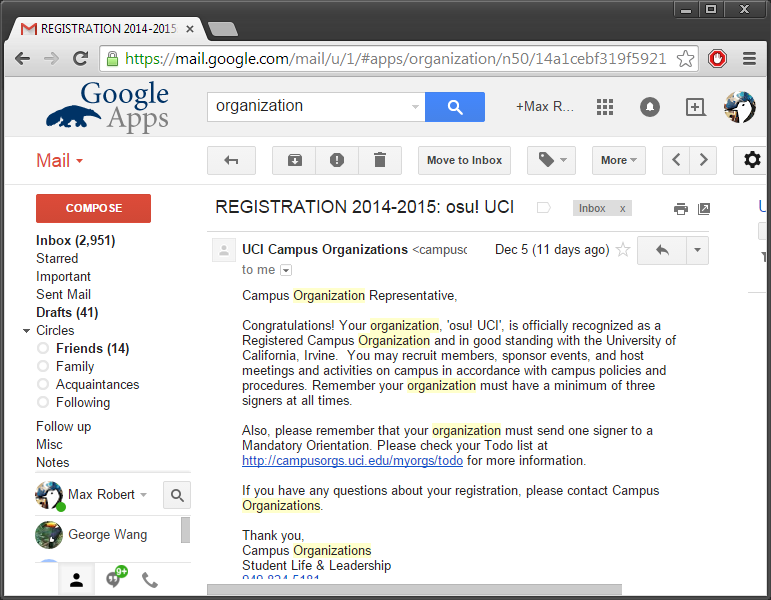 REGISTRATION 2014-2015
https://mail.google.com/mail/u/1/#apps/organization/n50/14a1cebf319f5921
Google Apps
organization
+Max R...
Mail
Move to Inbox
More
COMPOSE
Inbox (2,951)
Starred
Important
Sent Mail
Drafts (41)
Circles
Friends (14)
Family
Acquaintances
Following
Follow up
Misc
Notes
Max Robert
George Wang
9+
REGISTRATION 2014-2015: osu! UCI
Inbox x
UCI Campus Organizations <campusc
Dec 5 (11 days ago)
to me
Campus Organization Representative,
Congratulations! Your organization, 'osu! UCI', is officially recognized as a
Registered Campus Organization and in good standing with the University of
California, Irvine. You may recruit members, sponsor events, and host
meetings and activities on campus in accordance with campus policies and
procedures. Remember your organization must have a minimum of three
signers at all times.
Also, please remember that your organization must send one signer to a
Mandatory Orientation. Please check your Todo list at
http://campusorgs.uci.edu/myorgs/todo for more information.
If you have any questions about your registration, please contact Campus
Organizations.
Thank you,
Campus Organizations
Student Life & Leadership
949 824 5181